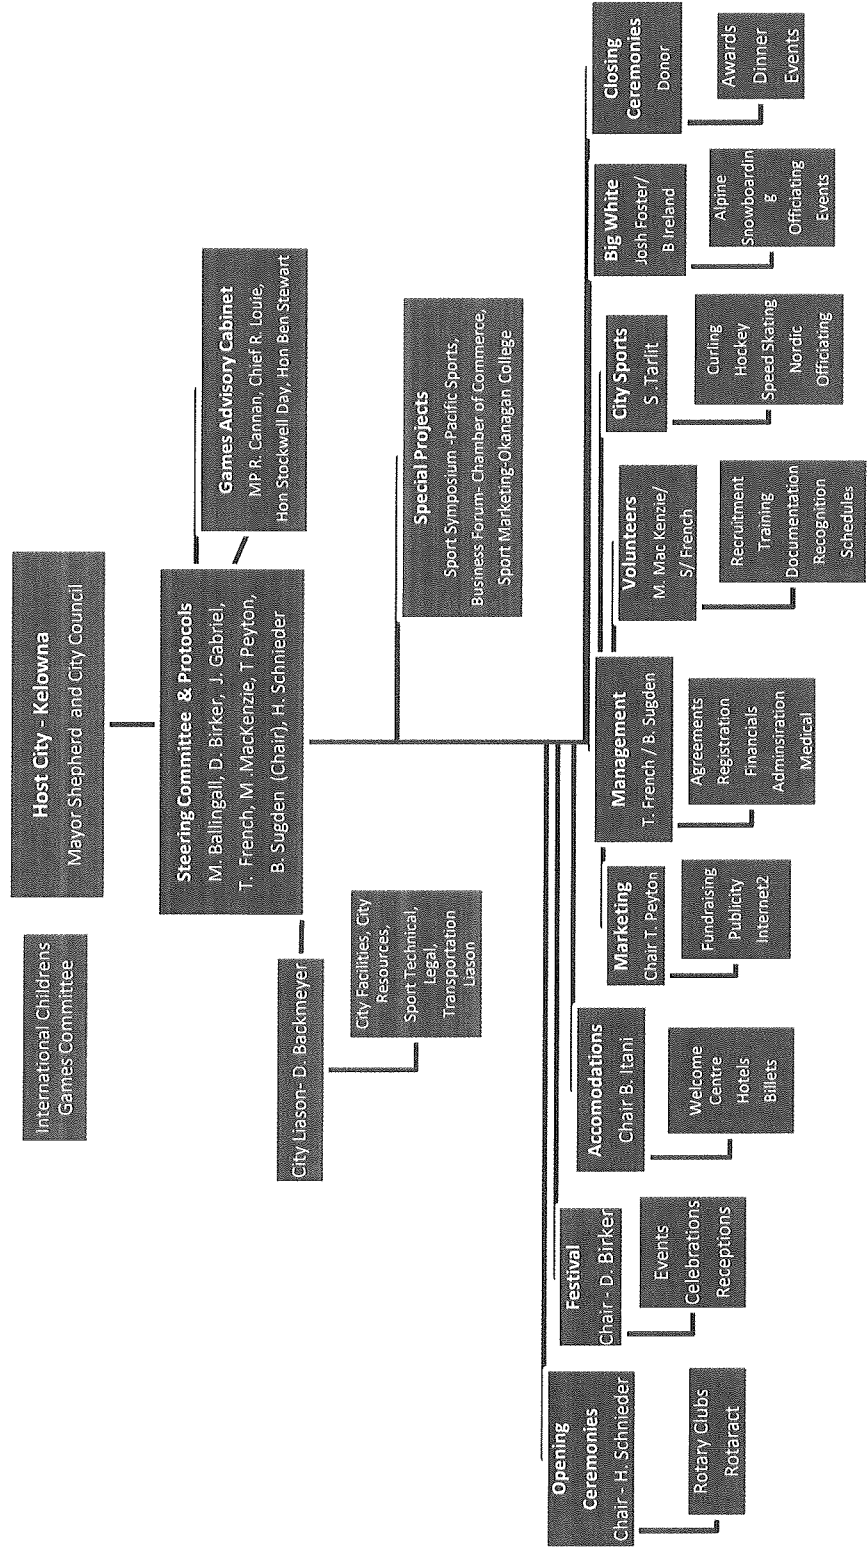 International Childrens
Games Committee
Host City - Kelowna
Mayor Shepherd and City Council
Steering Committee & Protocols
M. Ballingall, D. Birker, J. Gabriel,
T. French, M. MacKenzie, T Peyton,
B. Sugden (Chair), H. Schnieder
Games Advisory Cabinet
MP R. Cannan, Chief R. Louie,
Hon Stockwell Day, Hon Ben Stewart
City Liason- D. Backmeyer
City Facilities, City
Resources,
Sport Technical,
Legal,
Transportation
Liason
Special Projects
Sport Symposium -Pacific Sports,
Business Forum- Chamber of Commerce,
Sport Marketing-Okanagan College
Opening
Ceremonies
Chair - H. Schnieder
Rotary Clubs
Rotaract
Festival
Chair - D. Birker
Events
Celebrations
Receptions
Accomodations
Chair B. Itani
Welcome
Centre
Hotels
Billets
Marketing
Chair T. Peyton
Fundraising
Publicity
Internet2
Management
T. French / B. Sugden
Agreements
Registration
Financials
Adminsiration
Medical
Volunteers
M. Mac Kenzie/
S/ French
Recruitment
Training
Documentation
Recognition
Schedules
City Sports
S .Tarlit
Curling
Hockey
Speed Skating
Nordic
Officiating
Big White
Josh Foster/
B Ireland
Alpine
Snowboardin
g
Officiating
Events
Closing
Ceremonies
Donor
Awards
Dinner
Events